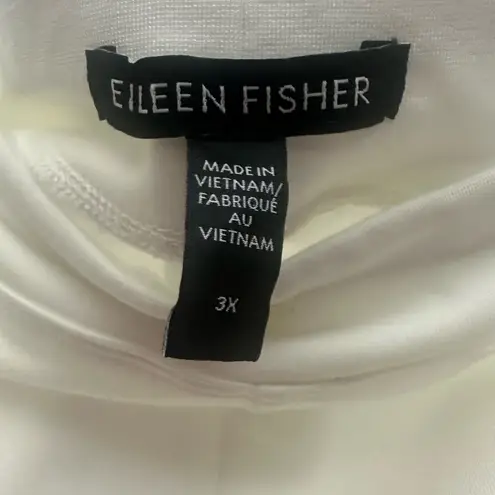 EILEEN FISHER
MADE IN
VIETNAM/
FABRIQUÉ
AU
VIETNAM
3X